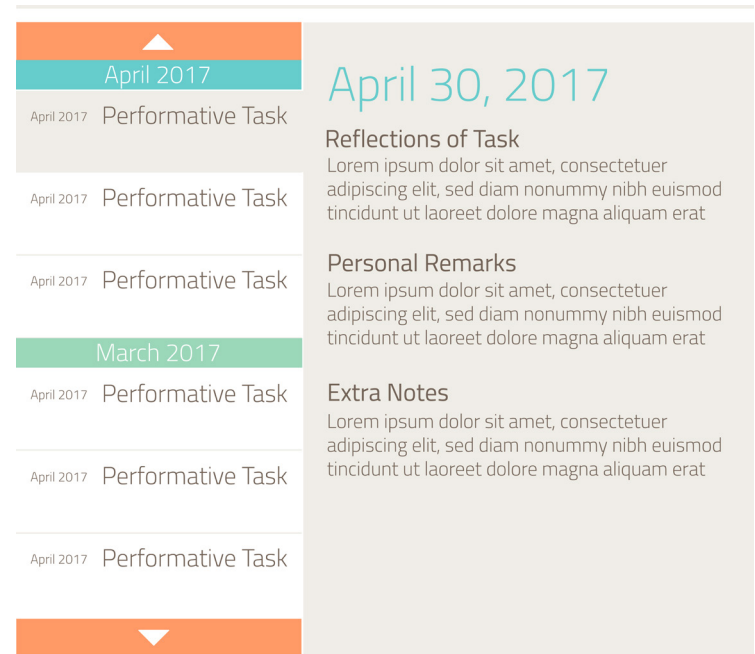 April 2017
April 2017 Performative Task
April 2017 Performative Task
April 2017 Performative Task
March 2017
April 2017 Performative Task
April 2017 Performative Task
April 2017 Performative Task
April 30, 2017
Reflections of Task
Lorem ipsum dolor sit amet, consectetuer
adipiscing elit, sed diam nonummy nibh euismod
tincidunt ut laoreet dolore magna aliquam erat
Personal Remarks
Lorem ipsum dolor sit amet, consectetuer
adipiscing elit, sed diam nonummy nibh euismod
tincidunt ut laoreet dolore magna aliquam erat
Extra Notes
Lorem ipsum dolor sit amet, consectetuer
adipiscing elit, sed diam nonummy nibh euismod
tincidunt ut laoreet dolore magna aliquam erat